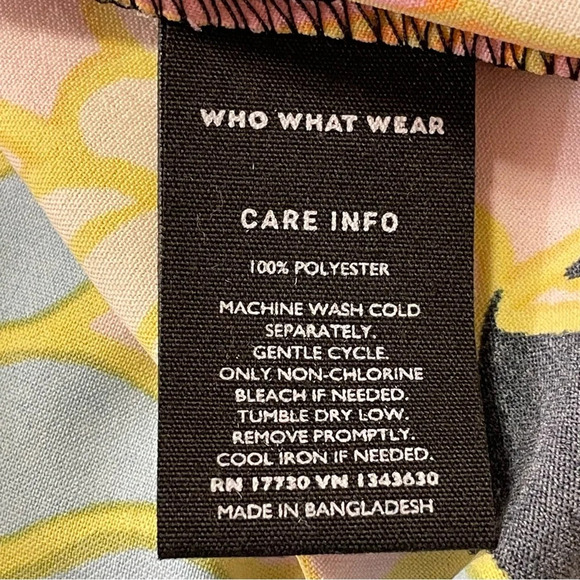 WHO WHAT WEAR
CARE INFO
100% POLYESTER
MACHINE WASH COLD
SEPARATELY.
GENTLE CYCLE.
ONLY NON-CHLORINE
BLEACH IF NEEDED.
TUMBLE DRY LOW.
REMOVE PROMPTLY.
COOL IRON IF NEEDED.
RN 17730 VN 1343630
MADE IN BANGLADESH